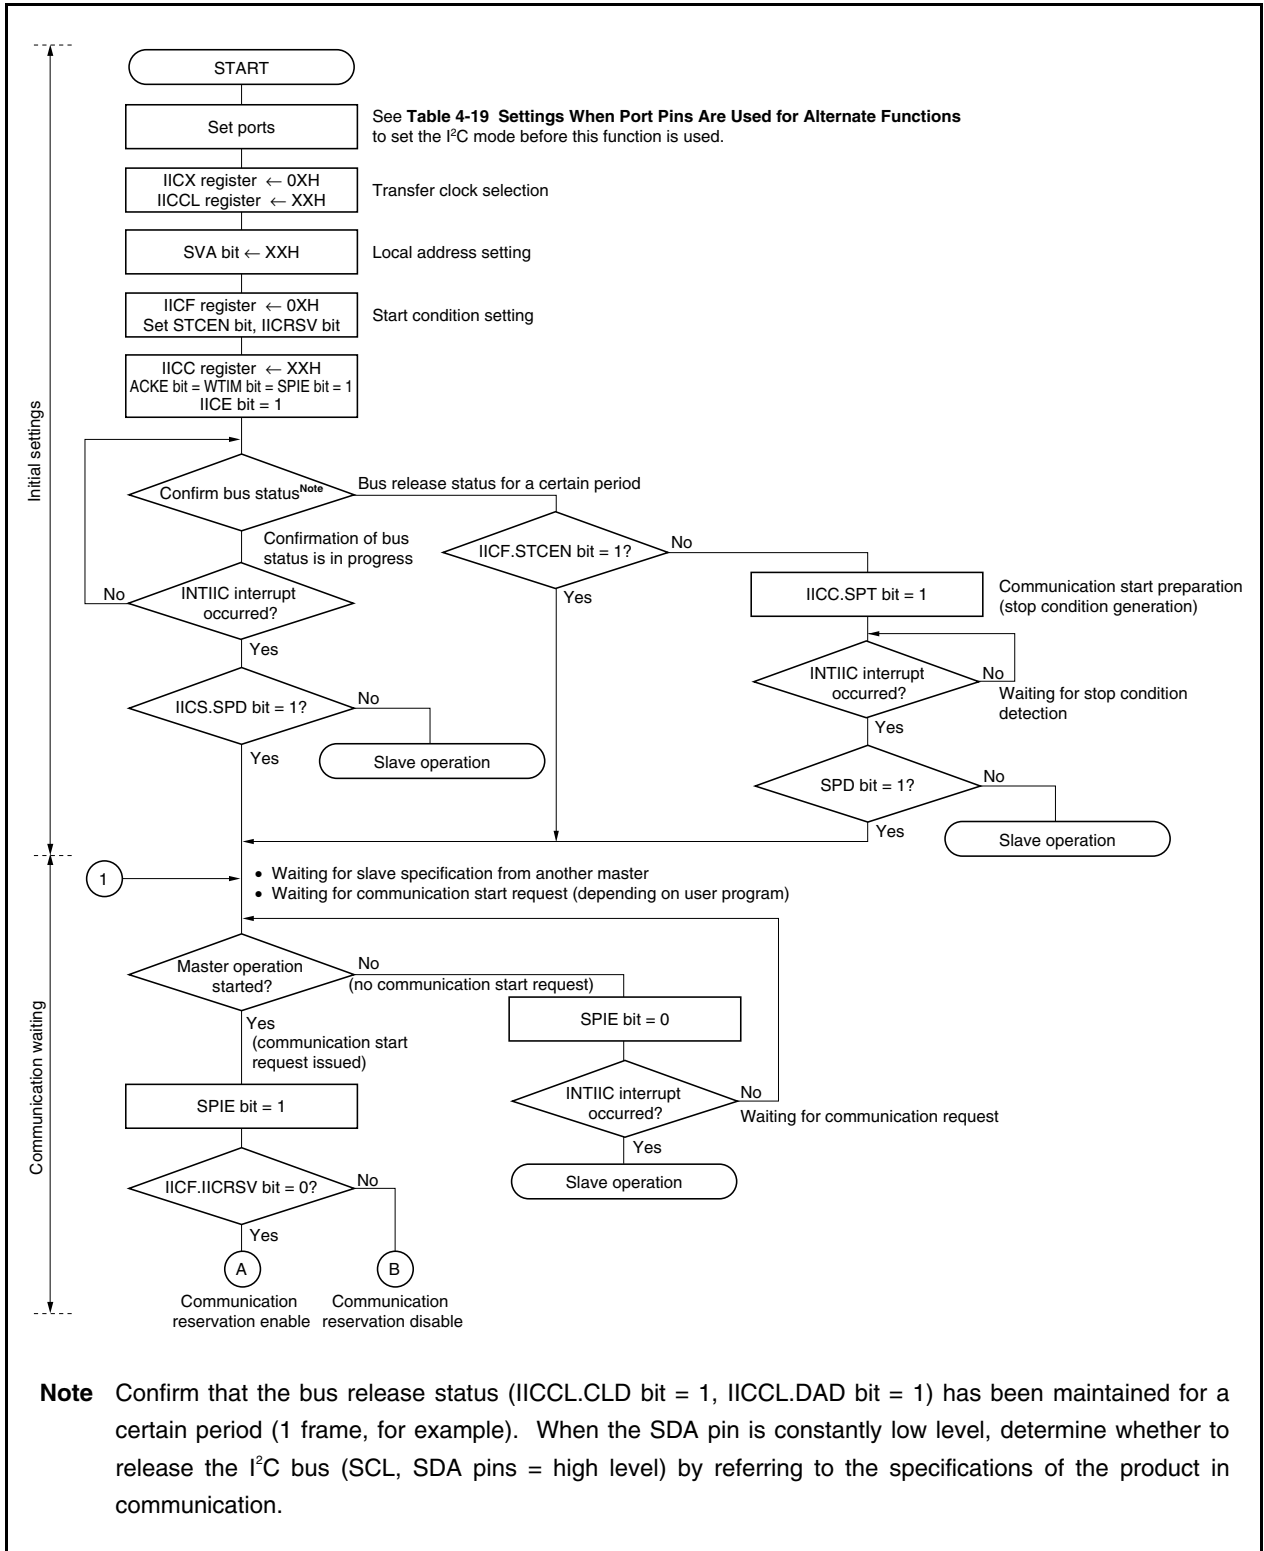 START
Set ports
See Table 4-19 Settings When Port Pins Are Used for Alternate Functions
to set the I²C mode before this function is used.
IICX register ← 0XH
IICCL register ← XXH
Transfer clock selection
SVA bit ← XXH
Local address setting
IICF register ← 0XH
Set STCEN bit, IICRSV bit
Start condition setting
IICC register ← XXH
ACKE bit = WTIM bit = SPIE bit = 1
IICE bit = 1
Initial settings
Confirm bus statusNote
Bus release status for a certain period
Confirmation of bus
status is in progress
IICF.STCEN bit = 1?
No
Yes
IICC.SPT bit = 1
Communication start preparation
(stop condition generation)
No
INTIIC interrupt
occurred?
Yes
INTIIC interrupt
occurred?
No
Waiting for stop condition
detection
Yes
IICS.SPD bit = 1?
No
Yes
Slave operation
SPD bit = 1?
No
Yes
Slave operation
1
• Waiting for slave specification from another master
• Waiting for communication start request (depending on user program)
Communication waiting
Master operation
started?
No
(no communication start request)
Yes
(communication start
request issued)
SPIE bit = 0
SPIE bit = 1
INTIIC interrupt
occurred?
No
Waiting for communication request
Yes
Slave operation
IICF.IICRSV bit = 0?
No
Yes
A
B
Communication
reservation enable
Communication
reservation disable
Note Confirm that the bus release status (IICCL.CLD bit = 1, IICCL.DAD bit = 1) has been maintained for a
certain period (1 frame, for example). When the SDA pin is constantly low level, determine whether to
release the I²C bus (SCL, SDA pins = high level) by referring to the specifications of the product in
communication.